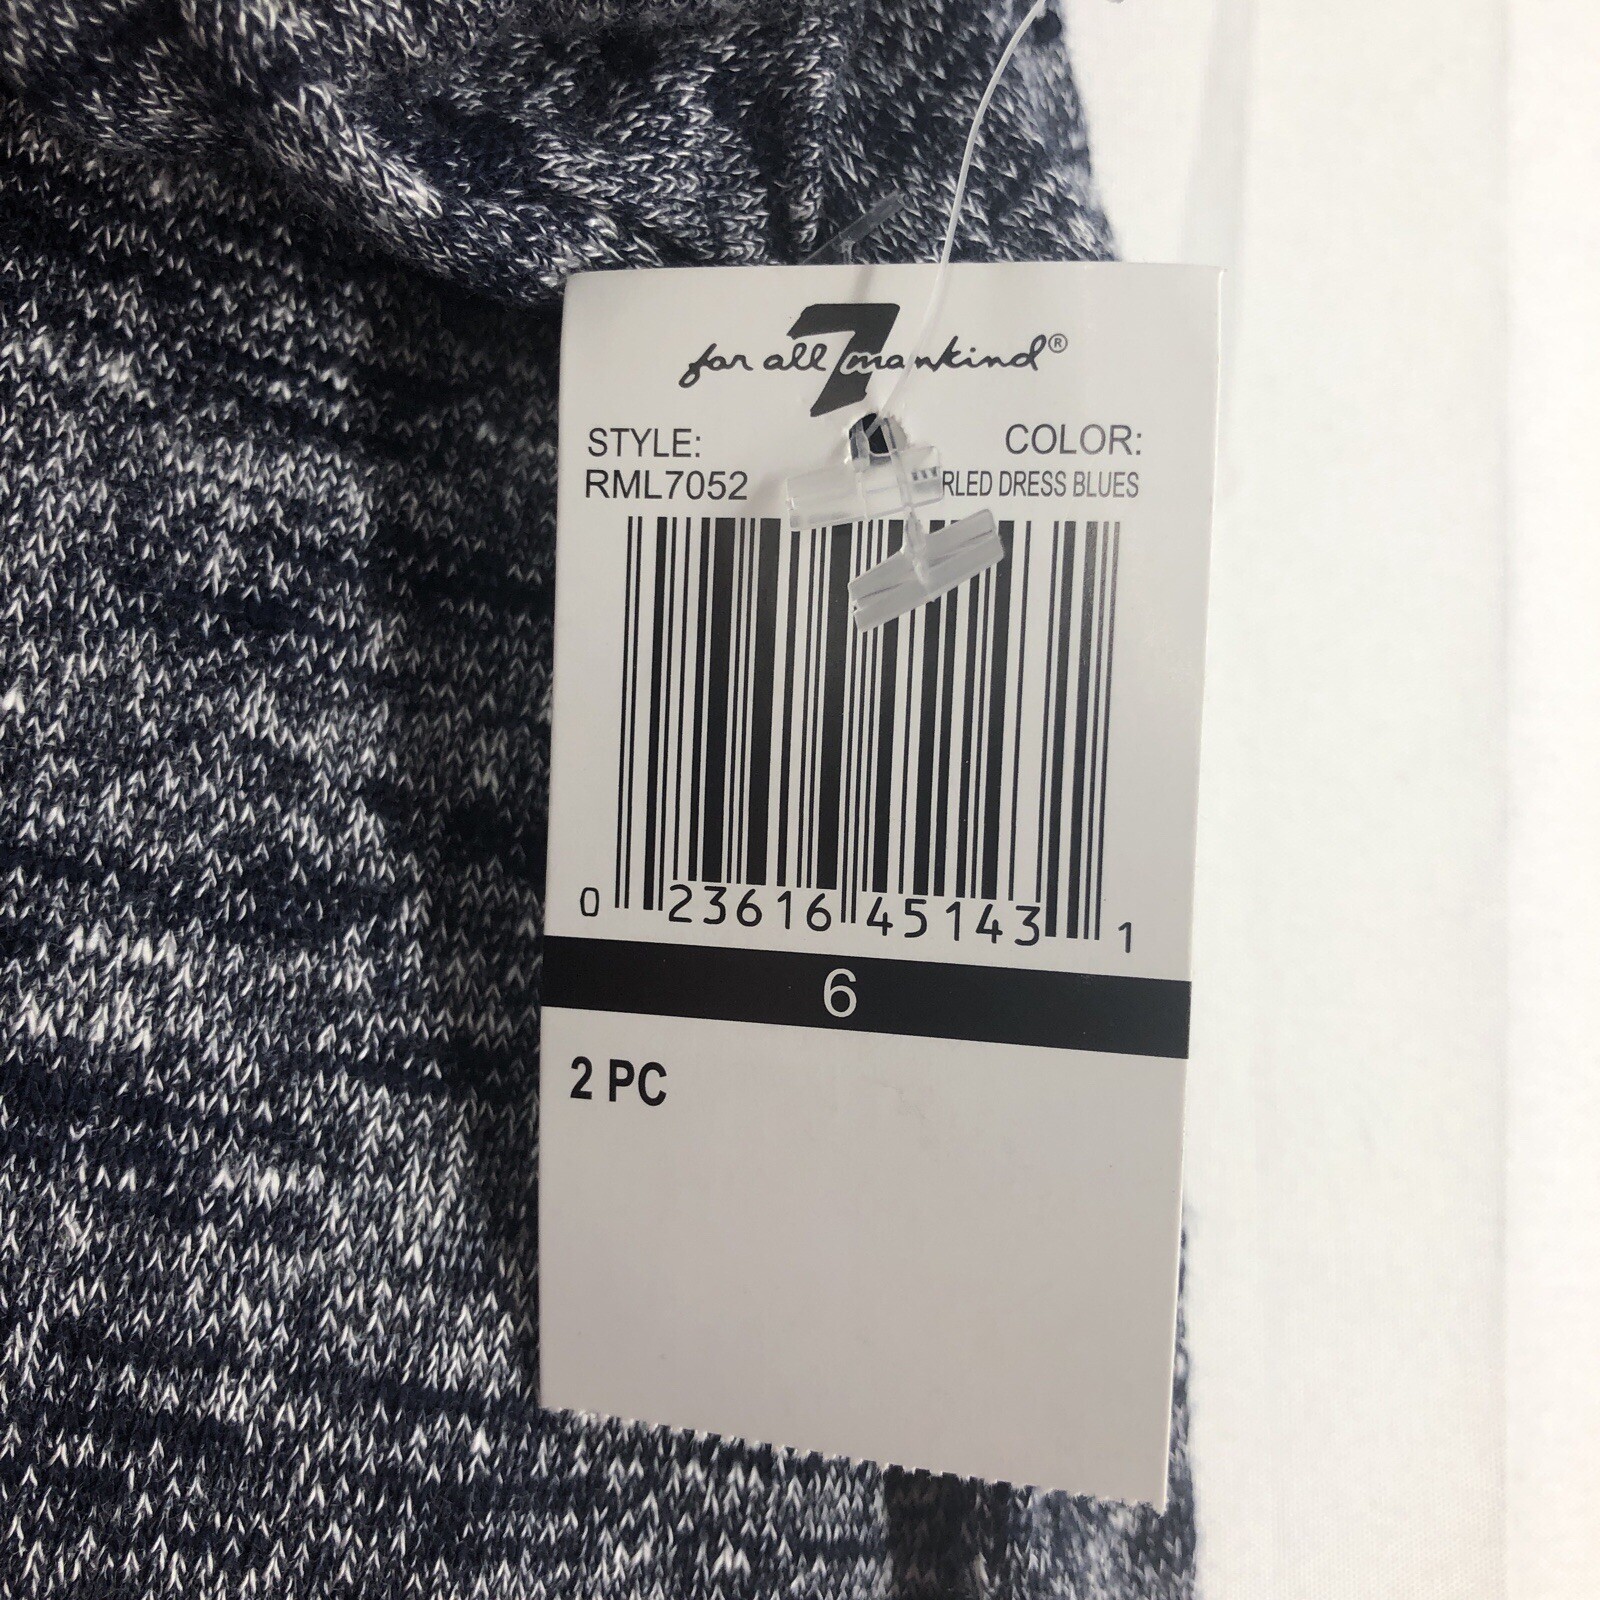 7
for all mankind®
STYLE: COLOR:
RML7052 RLED DRESS BLUES
0 23616 45143 1
6
2 PC